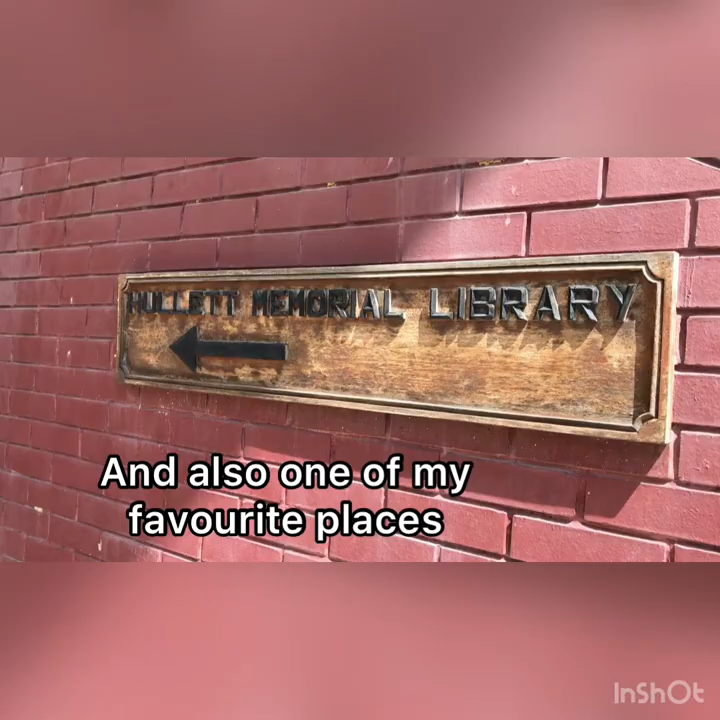 HULLETT MEMORIAL LIBRARY
And also one of my
favourite places
InShOt